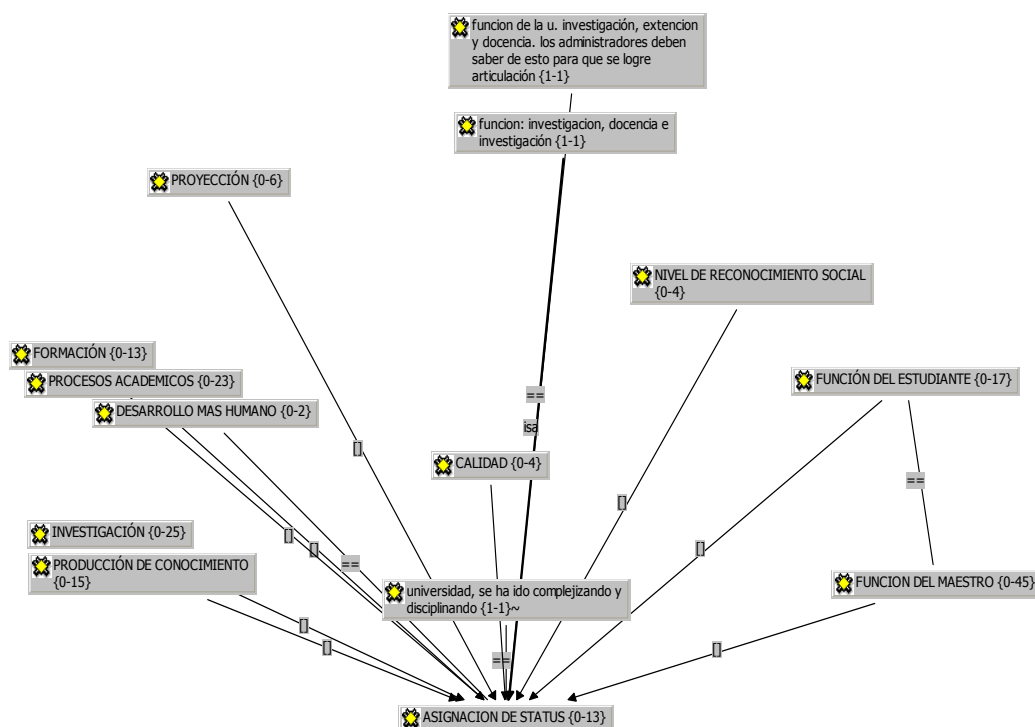 funcion de la u. investigación, extencion
y docencia. los administradores deben
saber de esto para que se logre
articulación {1-1}
funcion: investigacion, docencia e
investigación {1-1}
PROYECCIÓN {0-6}
NIVEL DE RECONOCIMIENTO SOCIAL
{0-4}
FORMACIÓN {0-13}
PROCESOS ACADEMICOS {0-23}
FUNCIÓN DEL ESTUDIANTE {0-17}
DESARROLLO MAS HUMANO {0-2}
==
isa
[]
CALIDAD {0-4}
==
[]
INVESTIGACIÓN {0-25}
[]
[]
[]
PRODUCCIÓN DE CONOCIMIENTO
{0-15}
==
universidad, se ha ido complejizando y
disciplinando {1-1}~
FUNCION DEL MAESTRO {0-45}
[]
[]
==
[]
ASIGNACION DE STATUS {0-13}